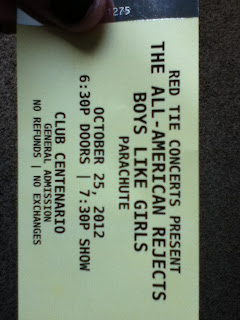 275
RED TIE CONCERTS PRESENT
THE ALL-AMERICAN REJECTS
BOYS LIKE GIRLS
PARACHUTE
OCTOBER 25, 2012
6:30P DOORS | 7:30P SHOW
CLUB CENTENARIO
GENERAL ADMISSION
NO REFUNDS | NO EXCHANGES